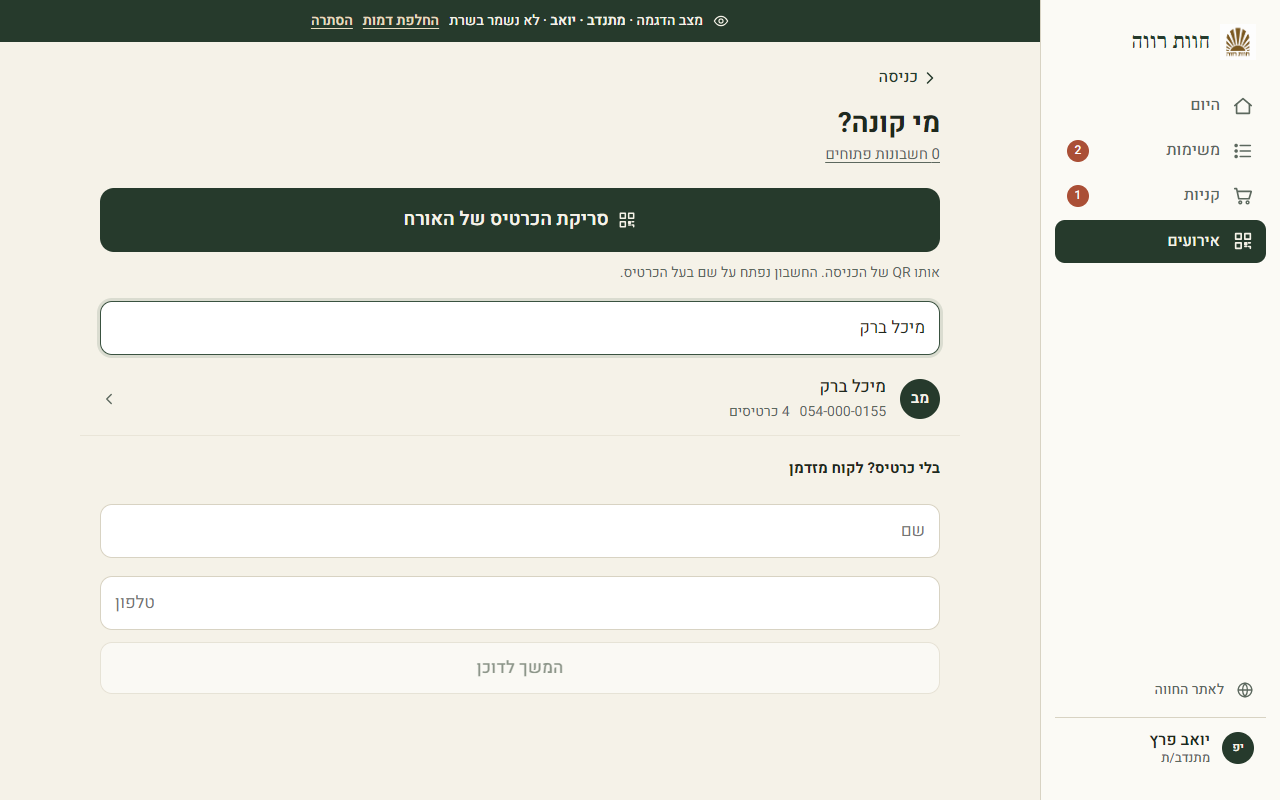 מצב הדגמה · מתנדב · יואב · לא נשמר בשרת החלפת דמות הסתרה
חוות רווה
היום
משימות 2
קניות 1
אירועים
כניסה
מי קונה?
0 חשבונות פתוחים
סריקת הכרטיס של האורח
אותו QR של הכניסה. החשבון נפתח על שם בעל הכרטיס.
מיכל ברק
מב
מיכל ברק
054-000-0155 4 כרטיסים
בלי כרטיס? לקוח מזדמן
שם
טלפון
המשך לדוכן
לאתר החווה
יפ
יואב פרץ
מתנדב/ת